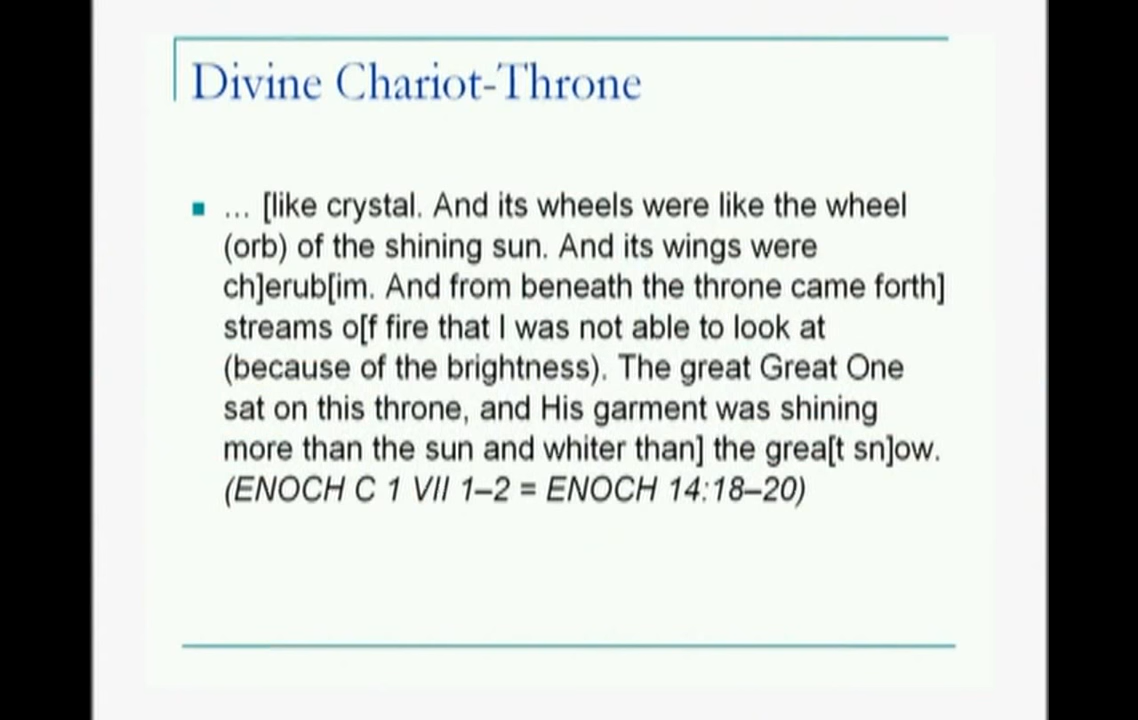 Divine Chariot-Throne
... [like crystal. And its wheels were like the wheel
(orb) of the shining sun. And its wings were
ch]erub[im. And from beneath the throne came forth]
streams o[f fire that I was not able to look at
(because of the brightness). The great Great One
sat on this throne, and His garment was shining
more than the sun and whiter than] the grea[t sn]ow.
(ENOCH C 1 VII 1–2 = ENOCH 14:18–20)